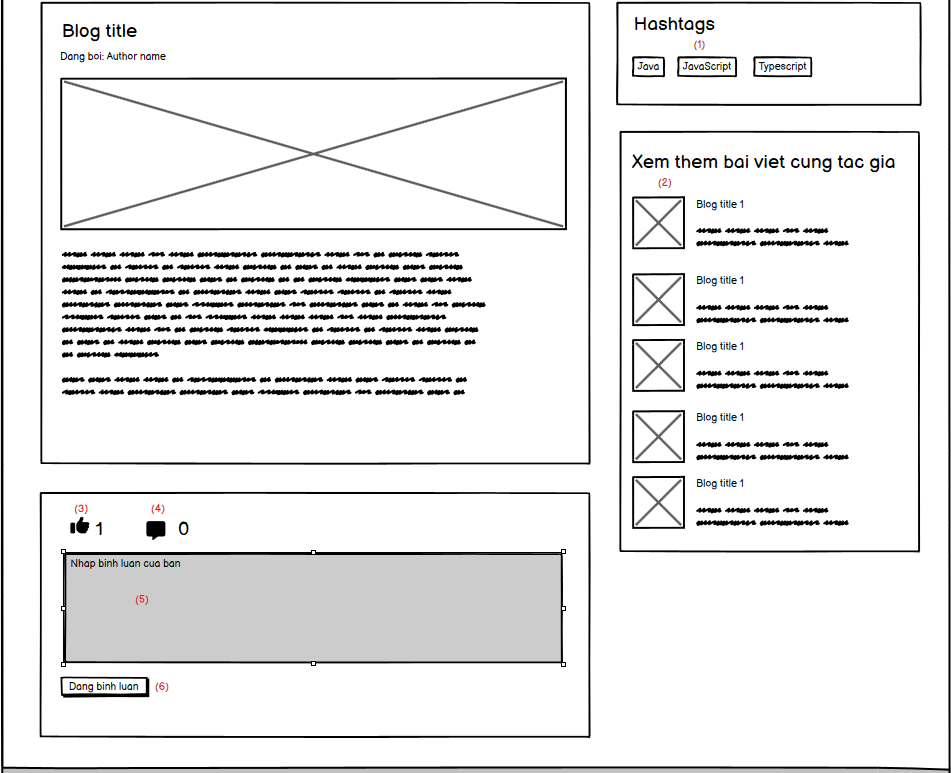 Blog title
Dang boi: Author name
Hashtags
(1)
Java
JavaScript
Typescript
Xem them bai viet cung tac gia
(2)
Blog title 1
Blog title 1
Blog title 1
Blog title 1
Blog title 1
(3)
(4)
1
0
Nhap binh luan cua ban
(5)
Dang binh luan
(6)